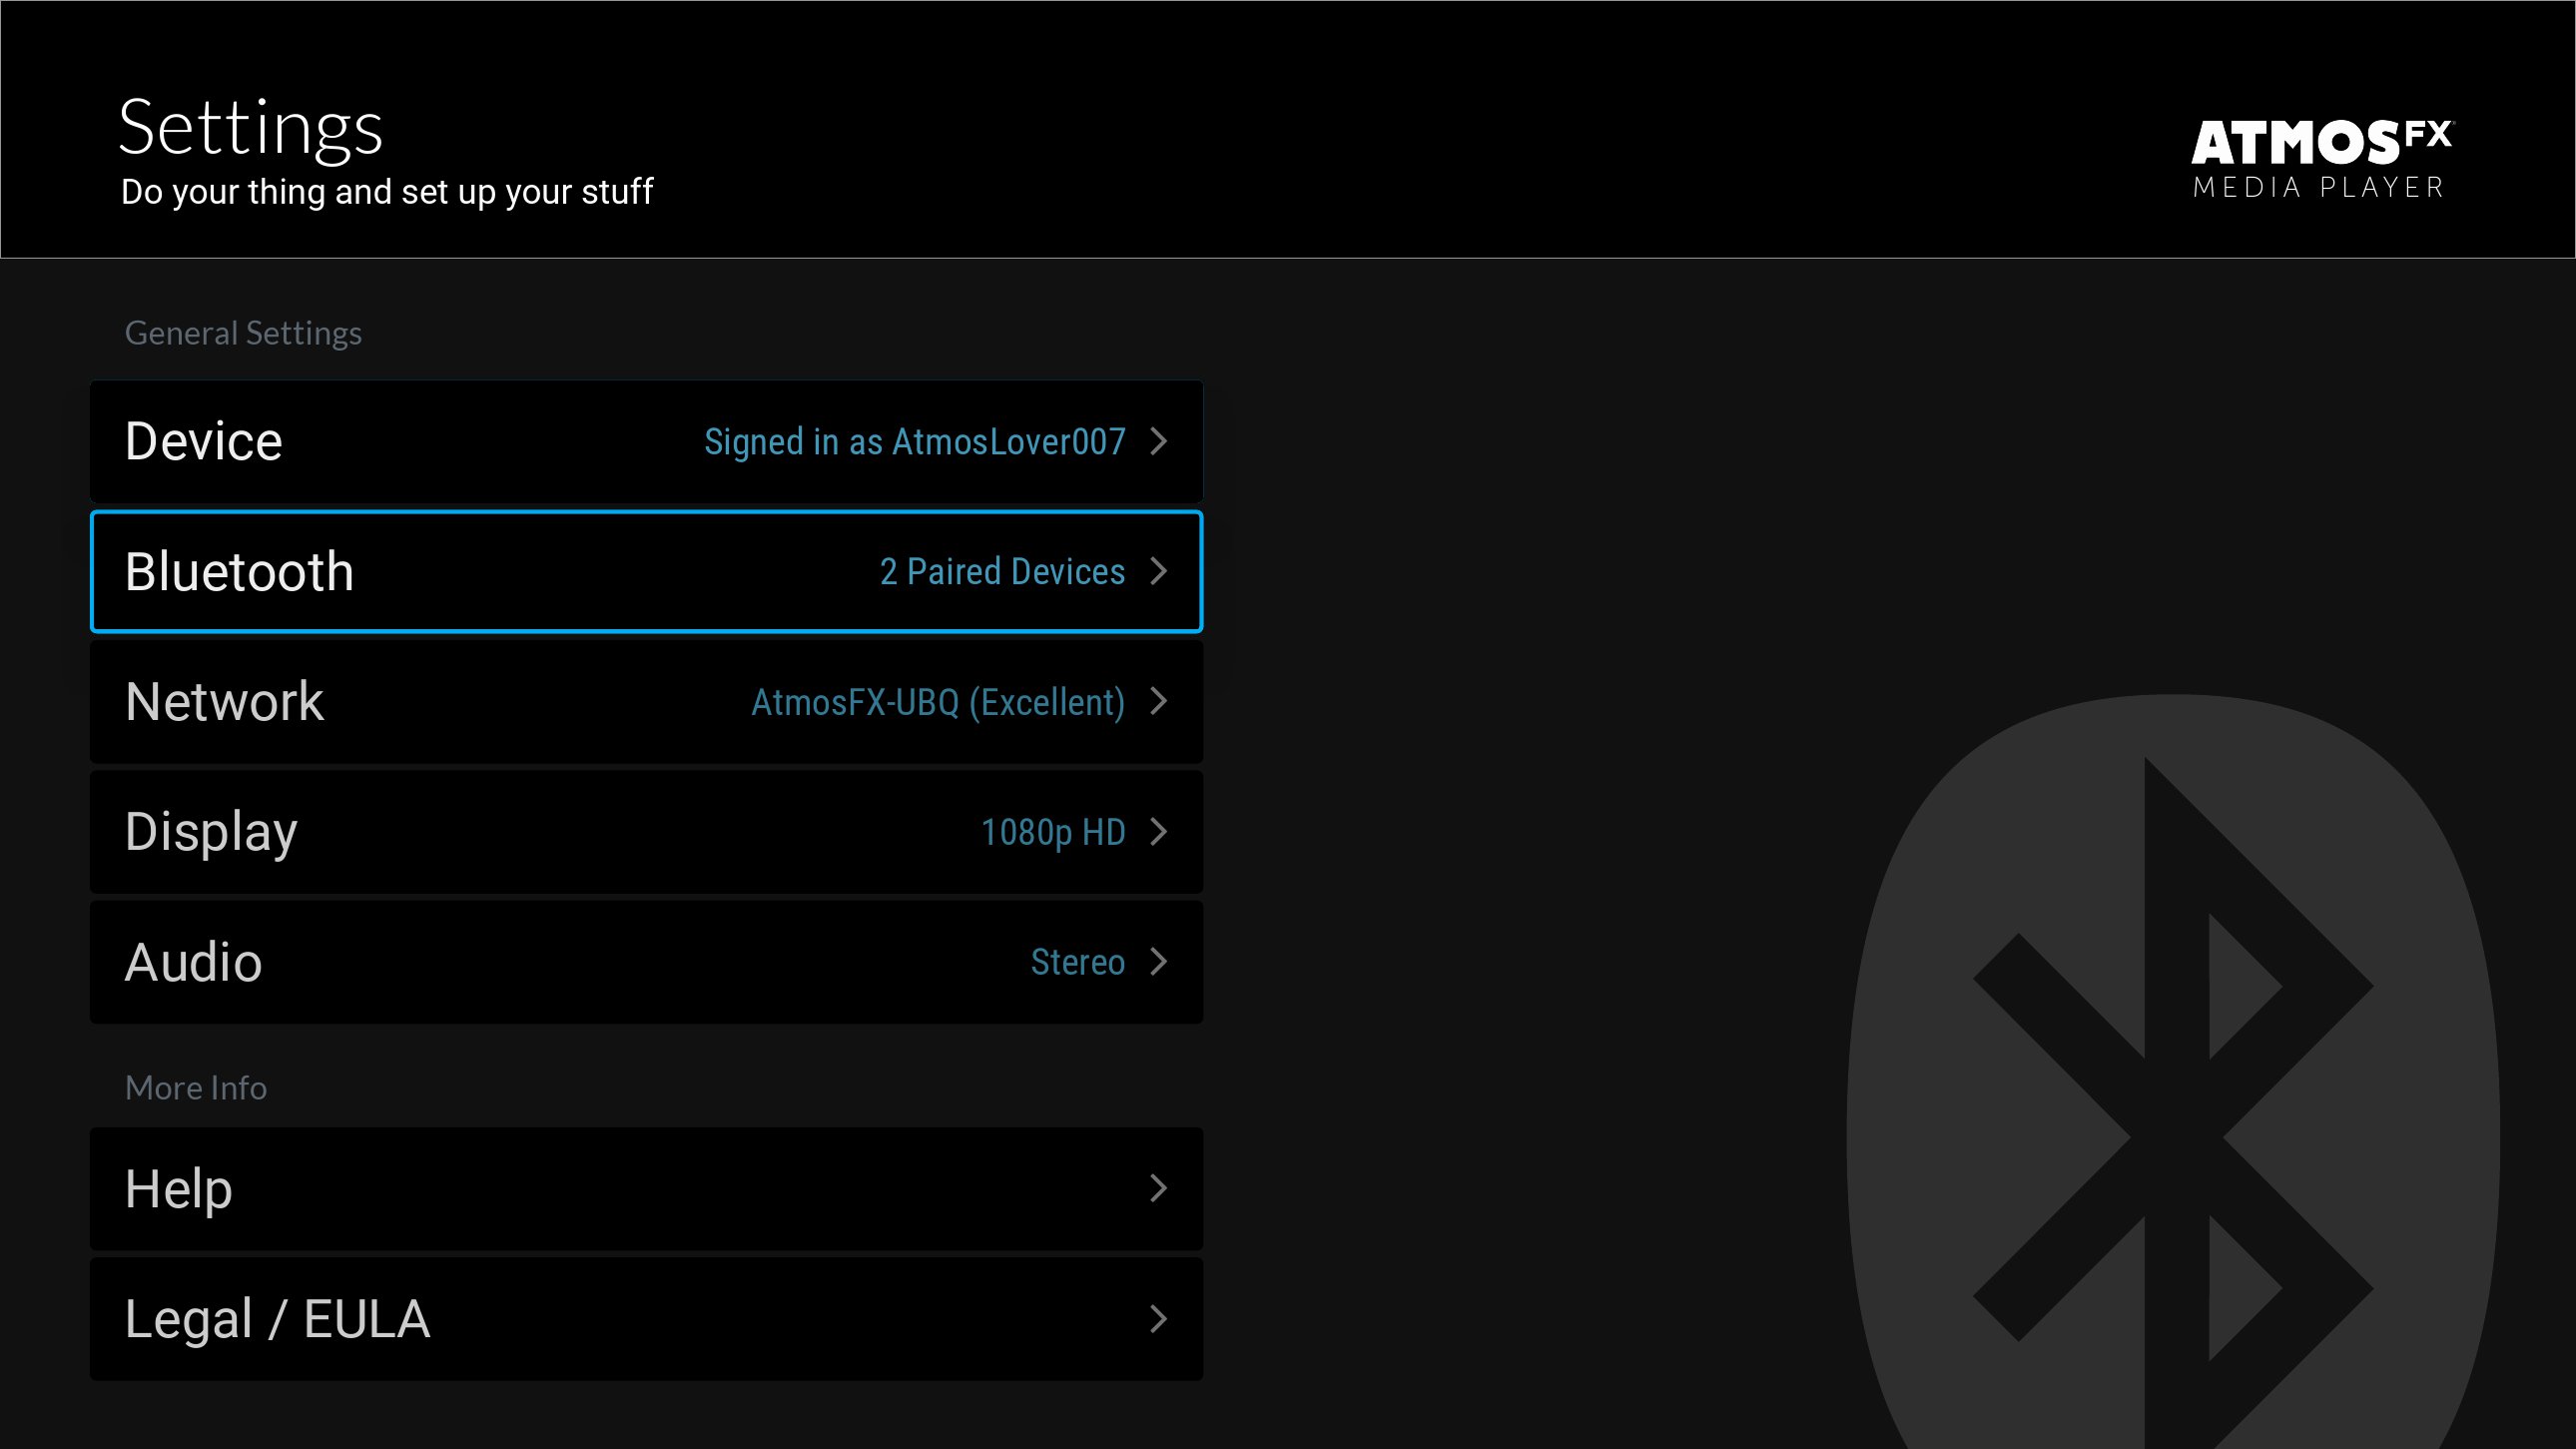 Settings
Do your thing and set up your stuff
ATMOSFX
MEDIA PLAYER
General Settings
Device Signed in as AtmosLover007
Bluetooth 2 Paired Devices
Network AtmosFX-UBQ (Excellent)
Display 1080p HD
Audio Stereo
More Info
Help
Legal / EULA